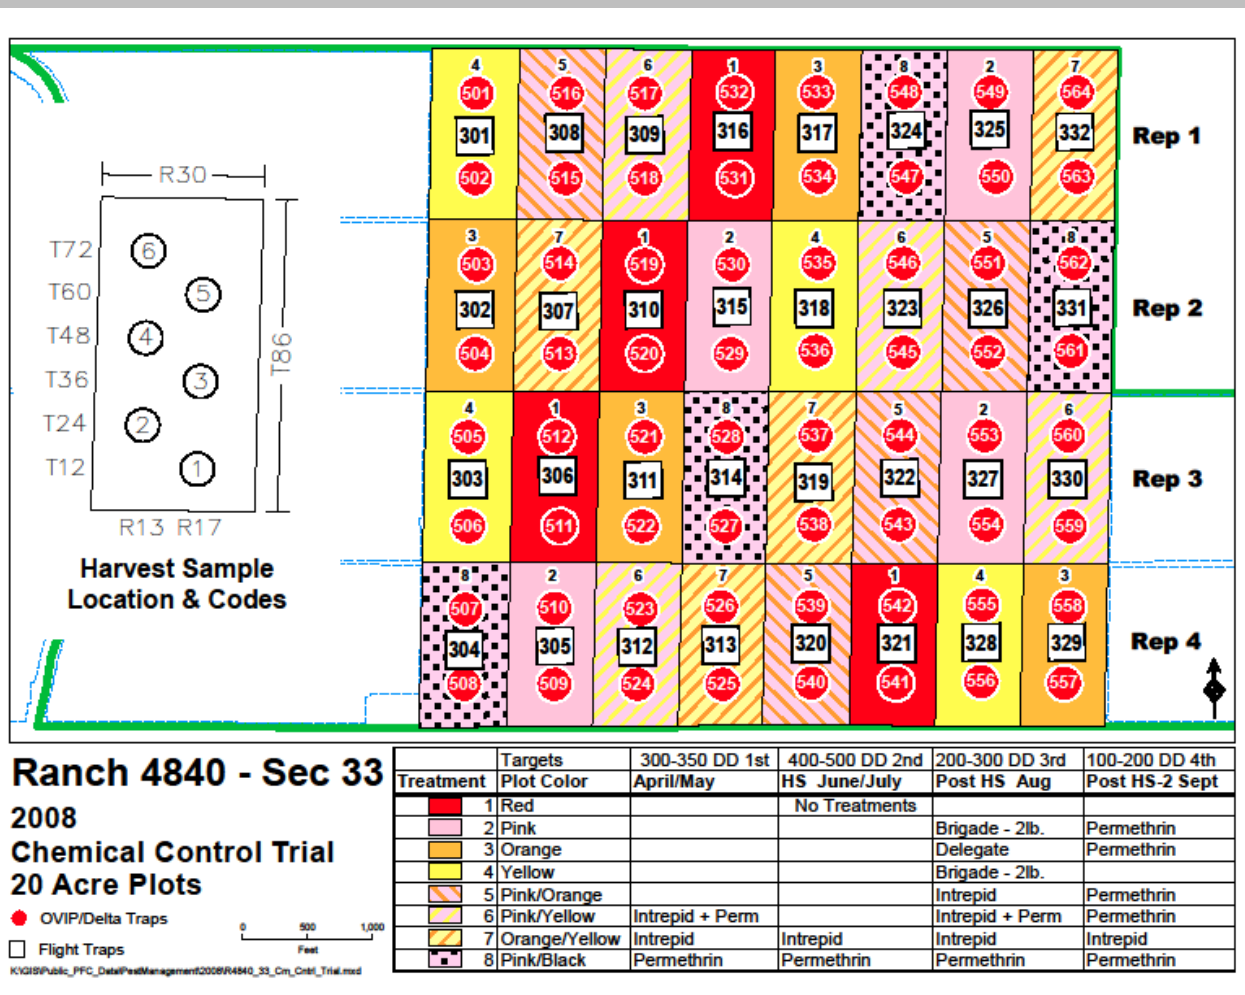 4 5 6 1 3 8 2 7
501 516 517 532 533 548 549 564
301 308 309 316 317 324 325 332 Rep 1
502 515 518 531 534 547 550 563
3 7 1 2 4 6 5 8
503 514 519 530 535 546 551 562
302 307 310 315 318 323 326 331 Rep 2
504 513 520 529 536 545 552 561
4 1 3 8 7 5 2 6
505 512 521 528 537 544 553 560
303 306 311 314 319 322 327 330 Rep 3
506 511 522 527 538 543 554 559
8 2 6 7 5 1 4 3
507 510 523 526 539 542 555 558
304 305 312 313 320 321 328 329 Rep 4
508 509 524 525 540 541 556 557
R30
T72 6
T60 5
T48 4
T86
T36 3
T24 2
T12 1
R13 R17
Harvest Sample
Location & Codes
Ranch 4840 - Sec 33
2008
Chemical Control Trial
20 Acre Plots
OVIP/Delta Traps
Flight Traps
0 500 1,000
Feet
K:\GIS\Public_PFC_Data\PestManagement\2008\R4840_33_Cm_Cntrl_Trial.mxd
Targets 300-350 DD 1st 400-500 DD 2nd 200-300 DD 3rd 100-200 DD 4th
Treatment Plot Color April/May HS June/July Post HS Aug Post HS-2 Sept
1 Red No Treatments
2 Pink Brigade - 2lb. Permethrin
3 Orange Delegate Permethrin
4 Yellow Brigade - 2lb.
5 Pink/Orange Intrepid Permethrin
6 Pink/Yellow Intrepid + Perm Intrepid + Perm Permethrin
7 Orange/Yellow Intrepid Intrepid Intrepid Intrepid
8 Pink/Black Permethrin Permethrin Permethrin Permethrin